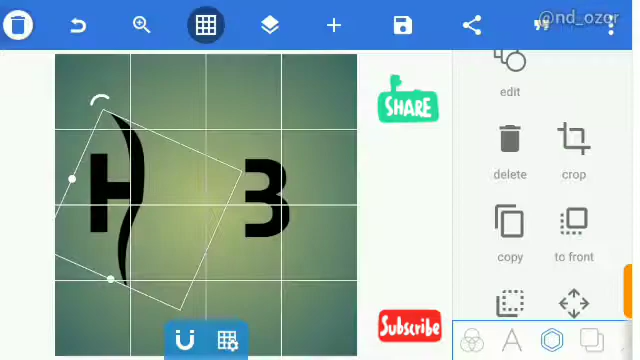 @nd_ozor
SHARE
edit
H 3
delete crop
copy to front
Subscribe